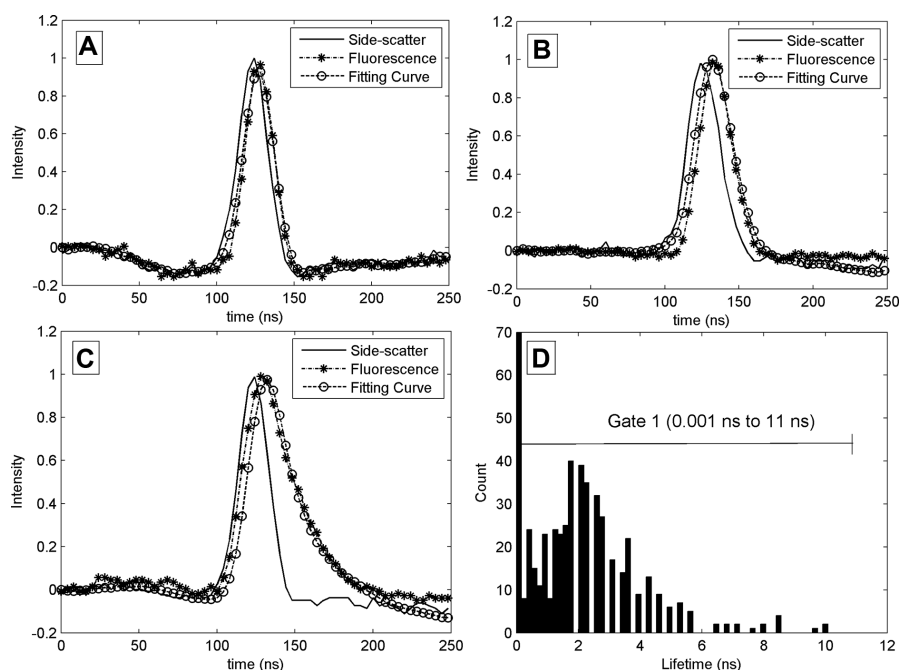 A
Side-scatter
Fluorescence
Fitting Curve
1.2
1
0.8
0.6
0.4
0.2
0
-0.2
Intensity
0 50 100 150 200 250
time (ns)
B
Side-scatter
Fluorescence
Fitting Curve
1.2
1
0.8
0.6
0.4
0.2
0
-0.2
Intensity
0 50 100 150 200 250
time (ns)
C
Side-scatter
Fluorescence
Fitting Curve
1.2
1
0.8
0.6
0.4
0.2
0
-0.2
Intensity
0 50 100 150 200 250
time (ns)
D
Gate 1 (0.001 ns to 11 ns)
70
60
50
40
30
20
10
0
Count
0 2 4 6 8 10 12
Lifetime (ns)